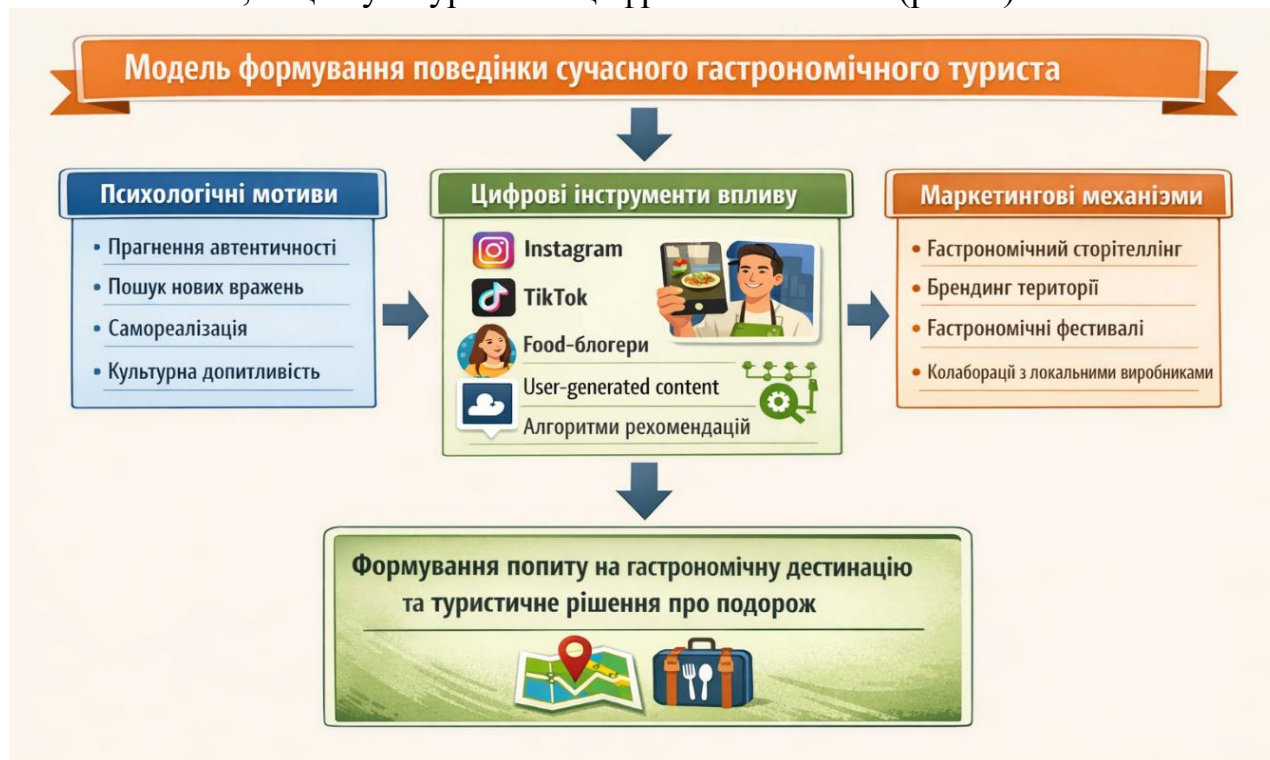 Модель формування поведінки сучасного гастрономічного туриста
Психологічні мотиви
• Прагнення автентичності
• Пошук нових вражень
• Самореалізація
• Культурна допитливість
Цифрові інструменти впливу
Instagram
TikTok
Food-блогери
User-generated content
Алгоритми рехомендацій
Маркетингові механіэми
• Гастрономічний сторітеллінг
• Брендинг території
• Гастрономічні фестивалі
• Колаборації з локальними виробниками
Формування попиту на гастрономічну дестинацію
та туристичне рішення про подорож